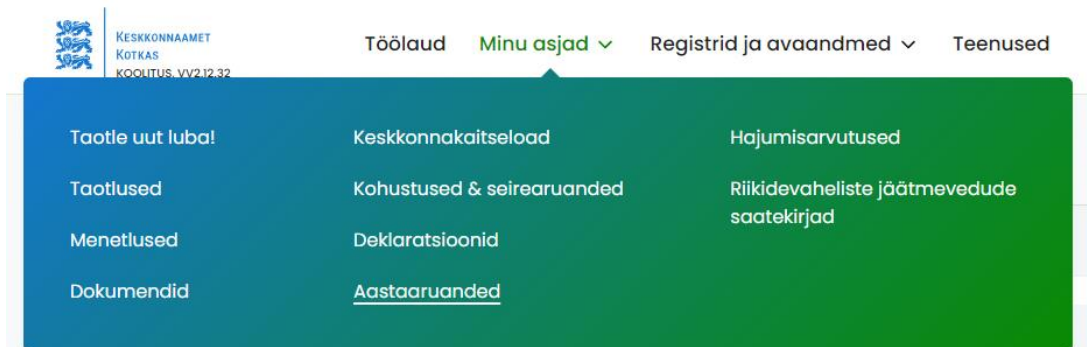 KESKKONNAAMET
KOTKAS
KOOLITUS, VV2.12.32
Töölaud
Minu asjad
Registrid ja avaandmed
Teenused
Taotle uut luba!
Taotlused
Menetlused
Dokumendid
Keskkonnakaitseload
Kohustused & seirearuanded
Deklaratsioonid
Aastaaruanded
Hajumisarvutused
Riikidevaheliste jäätmevedude
saatekirjad